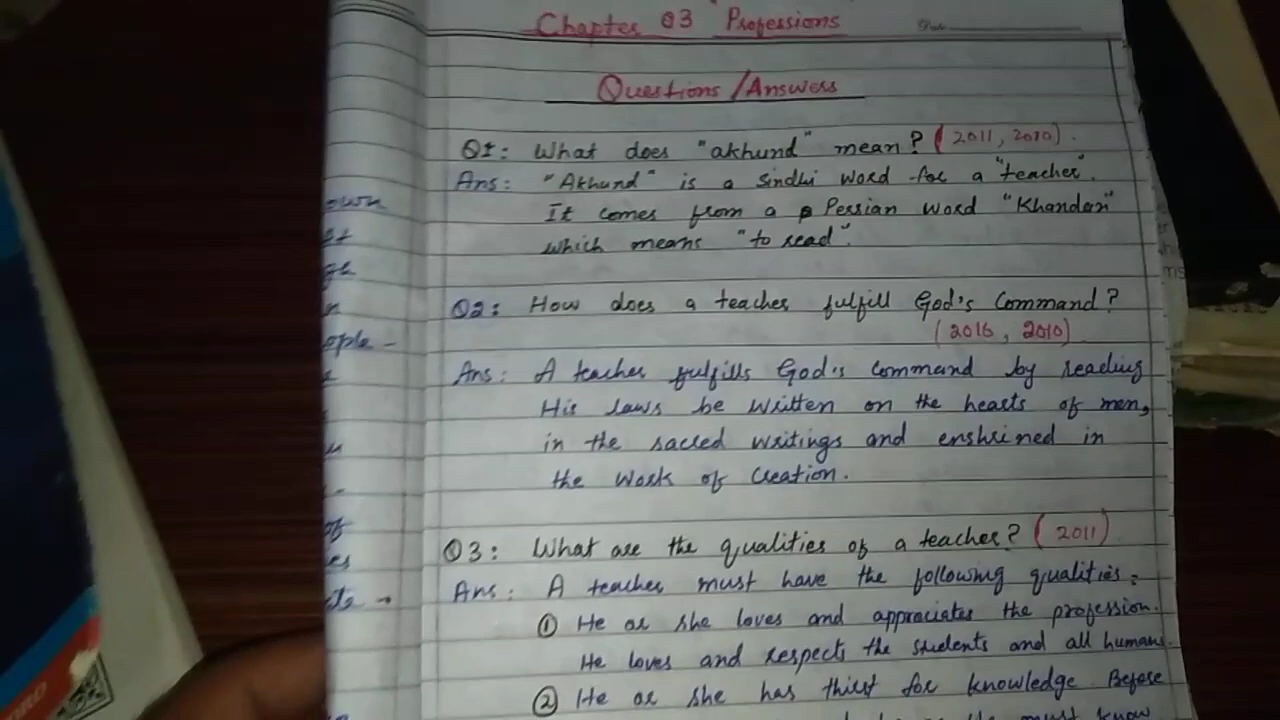 Chapter 03 Professions
Questions/Answers
Q1: What does "akhund" mean? (2011, 2010).
Ans: "Akhund" is a Sindhi word for a "teacher".
It comes from a Persian word "Khandan"
which means "to read".
Q2: How does a teacher fulfill God's Command?
(2016, 2010)
Ans: A teacher fulfills God's Command by reading
His laws be written on the hearts of men,
in the sacred writings and enshrined in
the Work of Creation.
Q3: What are the qualities of a teacher? (2011)
Ans: A teacher must have the following qualities:
① He or she loves and appraciates the profession.
He loves and respects the students and all humans.
② He or she has thirst for knowledge Before
must know